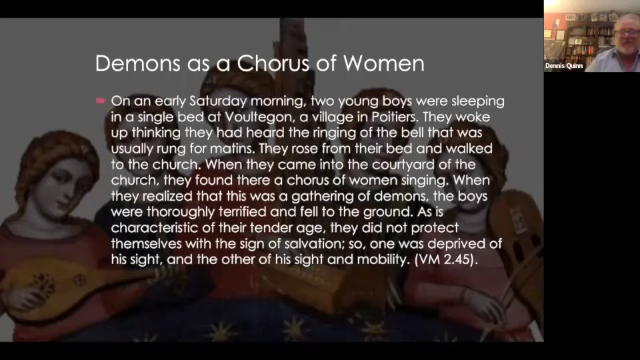 Demons as a Chorus of Women
On an early Saturday morning, two young boys were sleeping
in a single bed at Voultegon, a village in Poitiers. They woke
up thinking they had heard the ringing of the bell that was
usually rung for matins. They rose from their bed and walked
to the church. When they came into the courtyard of the
church, they found there a chorus of women singing. When
they realized that this was a gathering of demons, the boys
were thoroughly terrified and fell to the ground. As is
characteristic of their tender age, they did not protect
themselves with the sign of salvation; so, one was deprived of
his sight, and the other of his sight and mobility. (VM 2.45).
Dennis Quinn